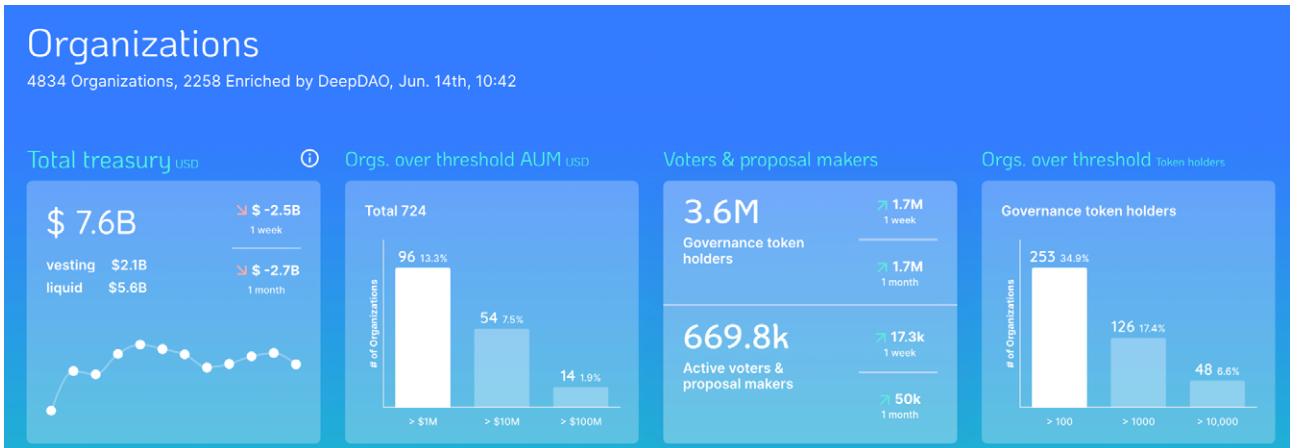 Organizations
4834 Organizations, 2258 Enriched by DeepDAO, Jun. 14th, 10:42
Total treasury USD
$ 7.6B
$ -2.5B
1 week
vesting $2.1B
liquid $5.6B
$ -2.7B
1 month
Orgs. over threshold AUM USD
Total 724
# of Organizations
96 13.3%
54 7.5%
14 1.9%
> $1M > $10M > $100M
Voters & proposal makers
3.6M
Governance token
holders
1.7M
1 week
1.7M
1 month
669.8k
Active voters &
proposal makers
17.3k
1 week
50k
1 month
Orgs. over threshold Token holders
Governance token holders
# of Organizations
253 34.9%
126 17.4%
48 6.6%
> 100 > 1000 > 10,000